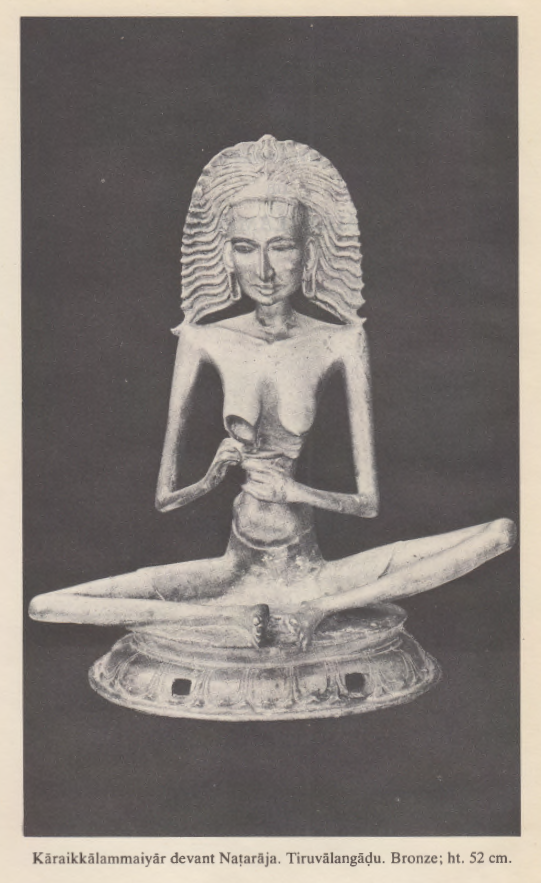 Kāraikkālammaiyār devant Naṭarāja. Tiruvālangāḍu. Bronze; ht. 52 cm.